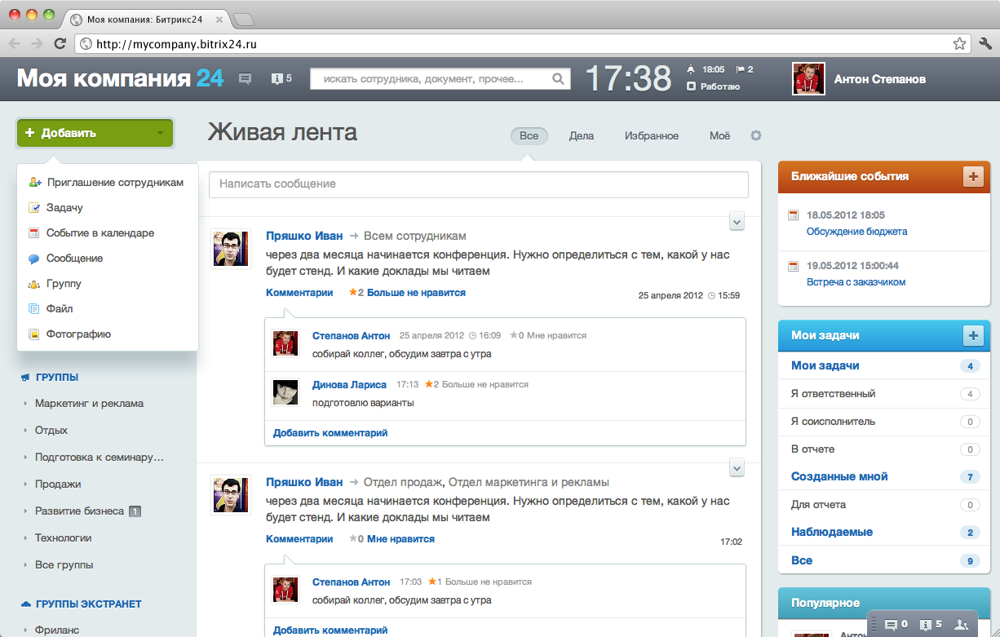 Моя компания: Битрикс24
http://mycompany.bitrix24.ru
Моя компания 24
5
искать сотрудника, документ, прочее...
17:38
18:05
2
Работаю
Антон Степанов
+ Добавить
Приглашение сотрудникам
Задачу
Событие в календаре
Сообщение
Группу
Файл
Фотографию
ГРУППЫ
Маркетинг и реклама
Отдых
Подготовка к семинару...
Продажи
Развитие бизнеса 1
Технологии
Все группы
ГРУППЫ ЭКСТРАНЕТ
Фриланс
Живая лента
Все
Дела
Избранное
Моё
Написать сообщение
Пряшко Иван → Всем сотрудникам
через два месяца начинается конференция. Нужно определиться с тем, какой у нас
будет стенд. И какие доклады мы читаем
Комментарии ★2 Больше не нравится 25 апреля 2012 15:59
Степанов Антон 25 апреля 2012 16:09 ★0 Мне нравится
собирай коллег, обсудим завтра с утра
Динова Лариса 17:13 ★2 Больше не нравится
подготовлю варианты
Добавить комментарий
Пряшко Иван → Отдел продаж, Отдел маркетинга и рекламы
через два месяца начинается конференция. Нужно определиться с тем, какой у нас
будет стенд. И какие доклады мы читаем
Комментарии ★0 Мне нравится 17:02
Степанов Антон 17:03 ★1 Больше не нравится
собирай коллег, обсудим завтра с утра
Добавить комментарий
Ближайшие события +
18.05.2012 18:05
Обсуждение бюджета
19.05.2012 15:00:44
Встреча с заказчиком
Мои задачи +
Мои задачи 4
Я ответственный 4
Я соисполнитель 0
В отчете 0
Созданные мной 7
Для отчета 0
Наблюдаемые 2
Все 9
Популярное
0 5